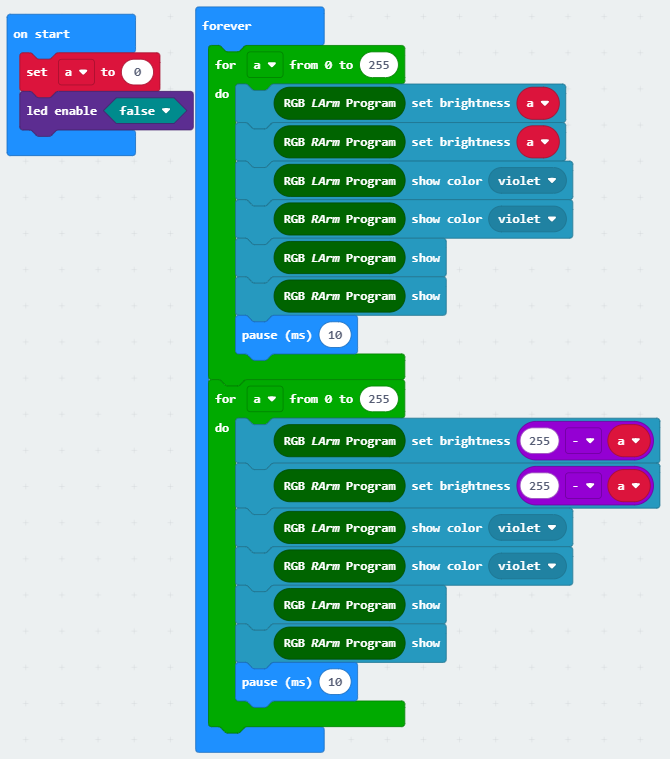 on start
set a to 0
led enable false
forever
for a from 0 to 255
do
RGB LArm Program set brightness a
RGB RArm Program set brightness a
RGB LArm Program show color violet
RGB RArm Program show color violet
RGB LArm Program show
RGB RArm Program show
pause (ms) 10
for a from 0 to 255
do
RGB LArm Program set brightness 255 - a
RGB RArm Program set brightness 255 - a
RGB LArm Program show color violet
RGB RArm Program show color violet
RGB LArm Program show
RGB RArm Program show
pause (ms) 10